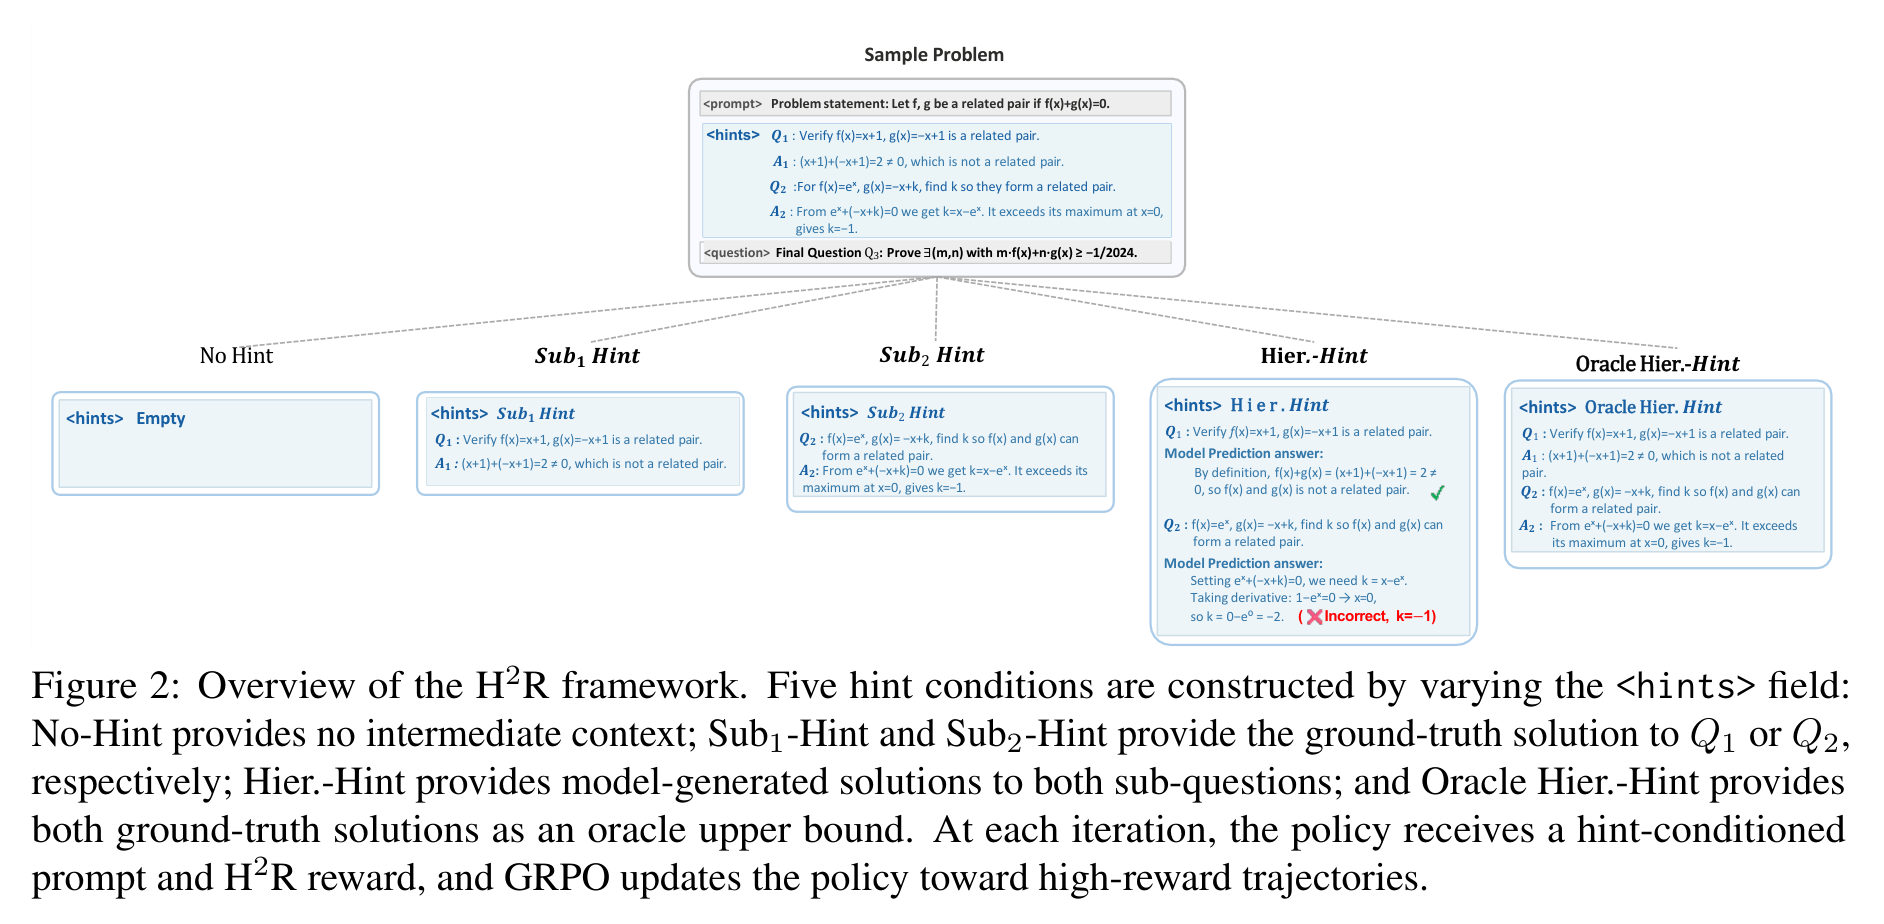 Sample Problem
<prompt> Problem statement: Let f, g be a related pair if f(x)+g(x)=0.
<hints> Q₁ : Verify f(x)=x+1, g(x)=−x+1 is a related pair.
A₁ : (x+1)+(−x+1)=2 ≠ 0, which is not a related pair.
Q₂ :For f(x)=eˣ, g(x)=−x+k, find k so they form a related pair.
A₂ : From eˣ+(−x+k)=0 we get k=x−eˣ. It exceeds its maximum at x=0,
gives k=−1.
<question> Final Question Q₃: Prove ∃(m,n) with m·f(x)+n·g(x) ≥ −1/2024.
No Hint
<hints> Empty
Sub₁ Hint
<hints> Sub₁ Hint
Q₁ : Verify f(x)=x+1, g(x)=−x+1 is a related pair.
A₁ : (x+1)+(−x+1)=2 ≠ 0, which is not a related pair.
Sub₂ Hint
<hints> Sub₂ Hint
Q₂ : f(x)=eˣ, g(x)= −x+k, find k so f(x) and g(x) can
form a related pair.
A₂: From eˣ+(−x+k)=0 we get k=x−eˣ. It exceeds its
maximum at x=0, gives k=−1.
Hier.-Hint
<hints> Hier. Hint
Q₁ : Verify f(x)=x+1, g(x)=−x+1 is a related pair.
Model Prediction answer:
By definition, f(x)+g(x) = (x+1)+(−x+1) = 2 ≠
0, so f(x) and g(x) is not a related pair. ✓
Q₂ : f(x)=eˣ, g(x)= −x+k, find k so f(x) and g(x) can
form a related pair.
Model Prediction answer:
Setting eˣ+(−x+k)=0, we need k = x−eˣ.
Taking derivative: 1−eˣ=0 → x=0,
so k = 0−e⁰ = −2. ( ❌Incorrect, k=−1)
Oracle Hier.-Hint
<hints> Oracle Hier. Hint
Q₁ : Verify f(x)=x+1, g(x)=−x+1 is a related pair.
A₁ : (x+1)+(−x+1)=2 ≠ 0, which is not a related
pair.
Q₂ : f(x)=eˣ, g(x)= −x+k, find k so f(x) and g(x) can
form a related pair.
A₂ : From eˣ+(−x+k)=0 we get k=x−eˣ. It exceeds
its maximum at x=0, gives k=−1.
Figure 2: Overview of the H²R framework. Five hint conditions are constructed by varying the <hints> field:
No-Hint provides no intermediate context; Sub₁-Hint and Sub₂-Hint provide the ground-truth solution to Q₁ or Q₂,
respectively; Hier.-Hint provides model-generated solutions to both sub-questions; and Oracle Hier.-Hint provides
both ground-truth solutions as an oracle upper bound. At each iteration, the policy receives a hint-conditioned
prompt and H²R reward, and GRPO updates the policy toward high-reward trajectories.